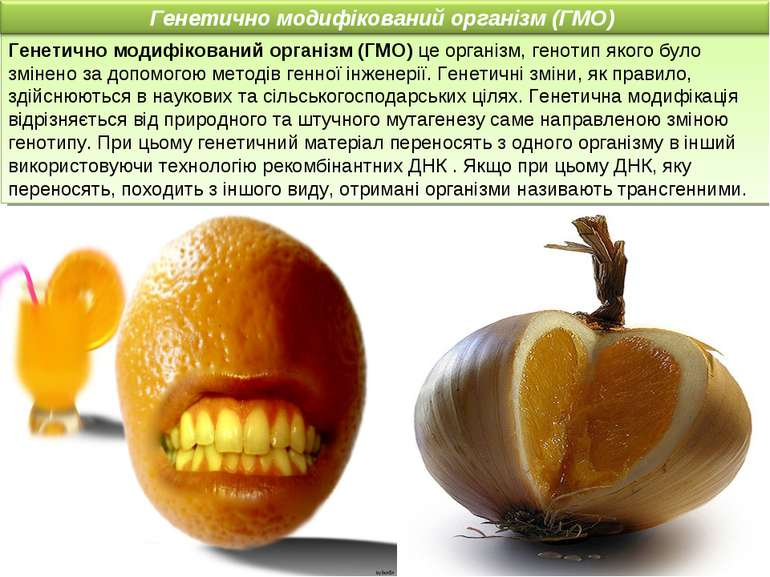 Генетично модифікований організм (ГМО)
Генетично модифікований організм (ГМО) це організм, генотип якого було
змінено за допомогою методів генної інженерії. Генетичні зміни, як правило,
здійснюються в наукових та сільськогосподарських цілях. Генетична модифікація
відрізняється від природного та штучного мутагенезу саме направленою зміною
генотипу. При цьому генетичний матеріал переносять з одного організму в інший
використовуючи технологію рекомбінантних ДНК . Якщо при цьому ДНК, яку
переносять, походить з іншого виду, отримані організми називають трансгенними.